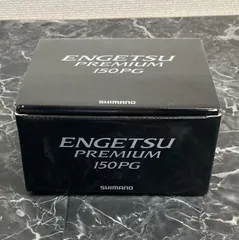 ENGETSU
PREMIUM
150PG
SHIMANO
ENGETSU
PREMIUM
150PG
SHIMANO